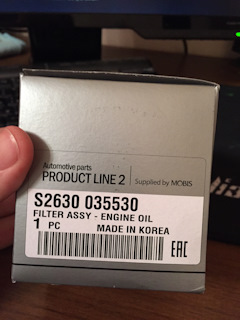 Automotive parts
PRODUCT LINE 2 Supplied by MOBIS
S2630 035530
FILTER ASSY - ENGINE OIL
1 PC MADE IN KOREA
EAC